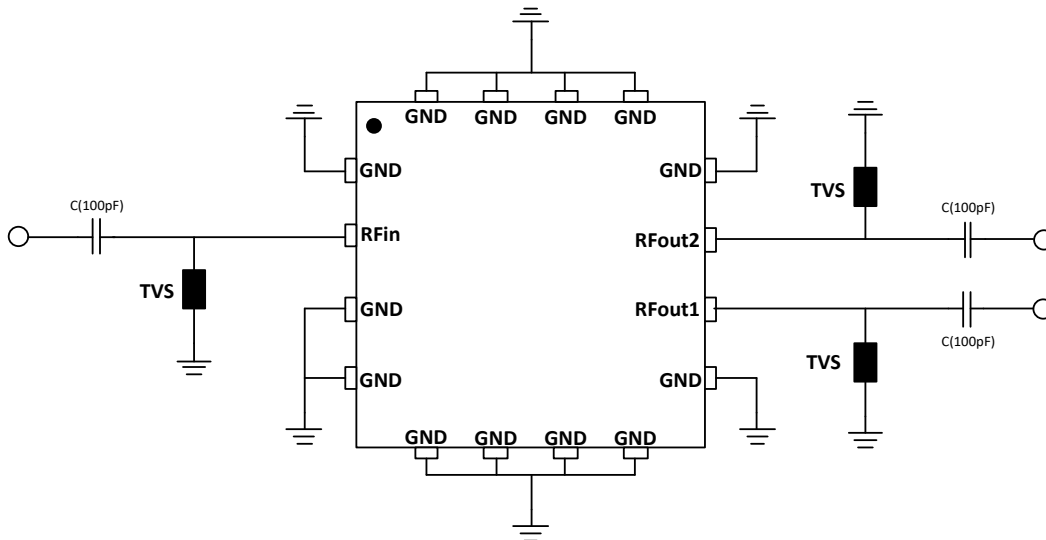 GND GND GND GND
GND
GND
TVS
C(100pF)
C(100pF)
RFin
RFout2
TVS
GND
RFout1
C(100pF)
TVS
GND
GND
GND GND GND GND